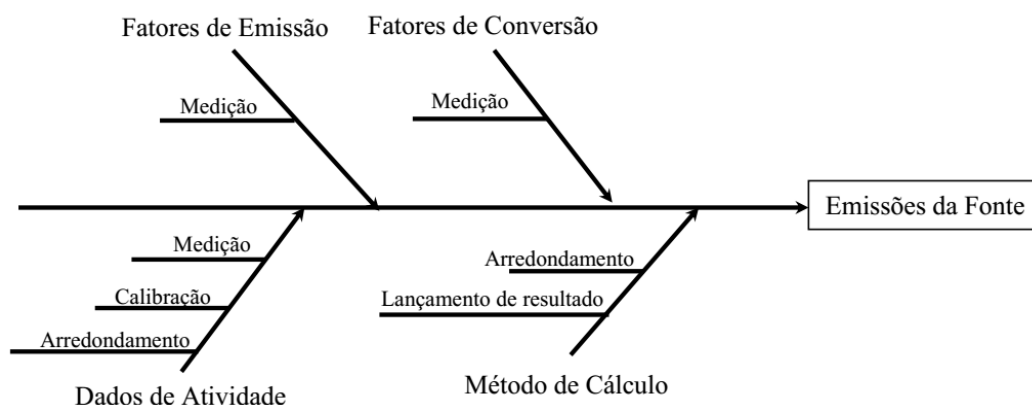 Fatores de Emissão
Fatores de Conversão
Medição
Medição
Emissões da Fonte
Medição
Arredondamento
Calibração
Lançamento de resultado
Arredondamento
Dados de Atividade
Método de Cálculo